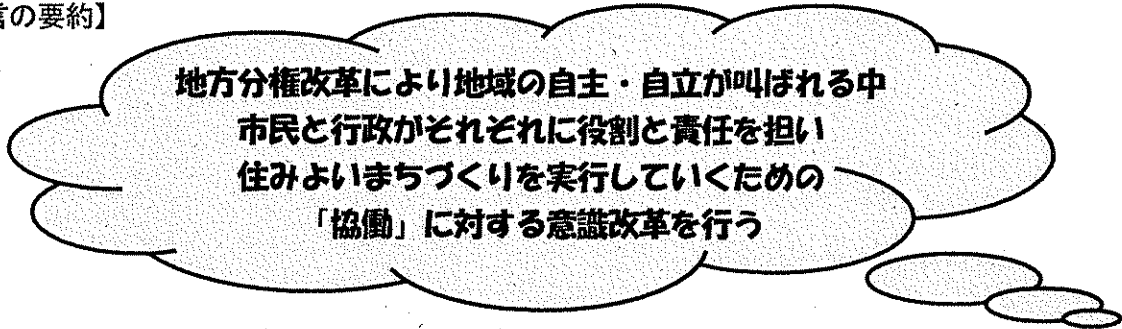 言の要約】
地方分権改革により地域の自主・自立が叫ばれる中
市民と行政がそれぞれに役割と責任を担い
住みよいまちづくりを実行していくための
「協働」に対する意識改革を行う